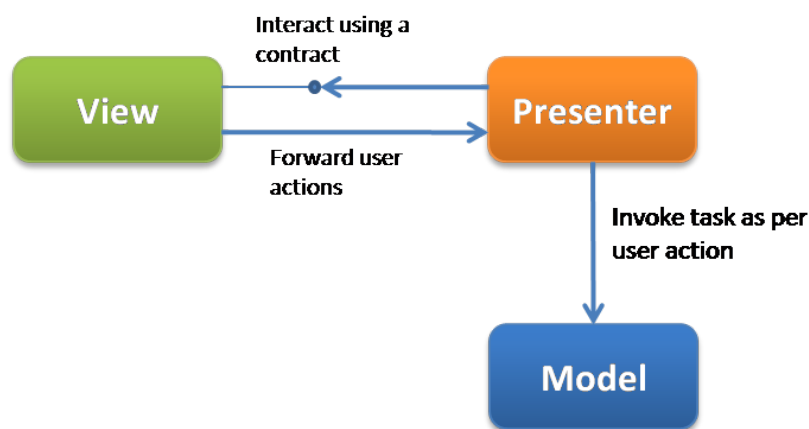 Interact using a
contract
View
Presenter
Forward user
actions
Invoke task as per
user action
Model